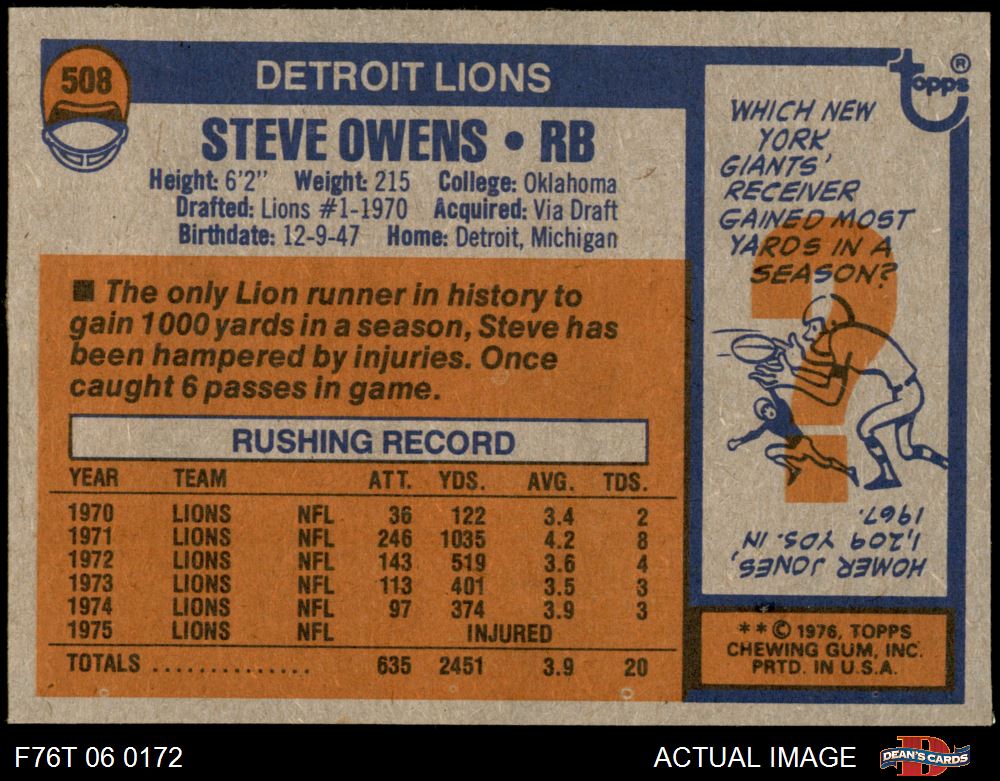 508
DETROIT LIONS
STEVE OWENS • RB
Height: 6'2" Weight: 215 College: Oklahoma
Drafted: Lions #1-1970 Acquired: Via Draft
Birthdate: 12-9-47 Home: Detroit, Michigan
■ The only Lion runner in history to
gain 1000 yards in a season, Steve has
been hampered by injuries. Once
caught 6 passes in game.
RUSHING RECORD
YEAR TEAM ATT. YDS. AVG. TDS.
1970 LIONS NFL 36 122 3.4 2
1971 LIONS NFL 246 1035 4.2 8
1972 LIONS NFL 143 519 3.6 4
1973 LIONS NFL 113 401 3.5 3
1974 LIONS NFL 97 374 3.9 3
1975 LIONS NFL INJURED
TOTALS .............. 635 2451 3.9 20
Topps®
WHICH NEW
YORK
GIANTS'
RECEIVER
GAINED MOST
YARDS IN A
SEASON?
?
HOMER JONES,
1,209 YDS. IN
1967.
* * © 1976, TOPPS
CHEWING GUM, INC.
PRTD. IN U.S.A.
F76T 06 0172
ACTUAL IMAGE
D
DEAN'S CARDS